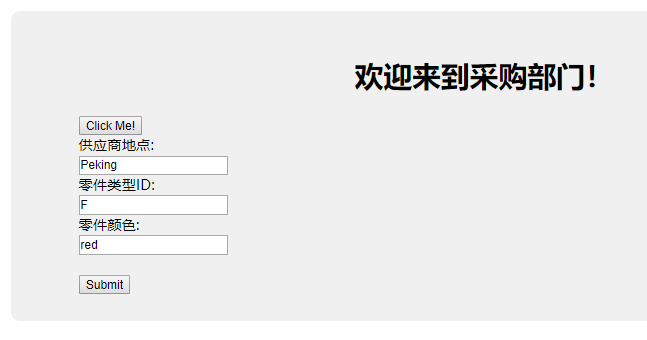 欢迎来到采购部门！
Click Me!
供应商地点:
Peking
零件类型ID:
F
零件颜色:
red
Submit